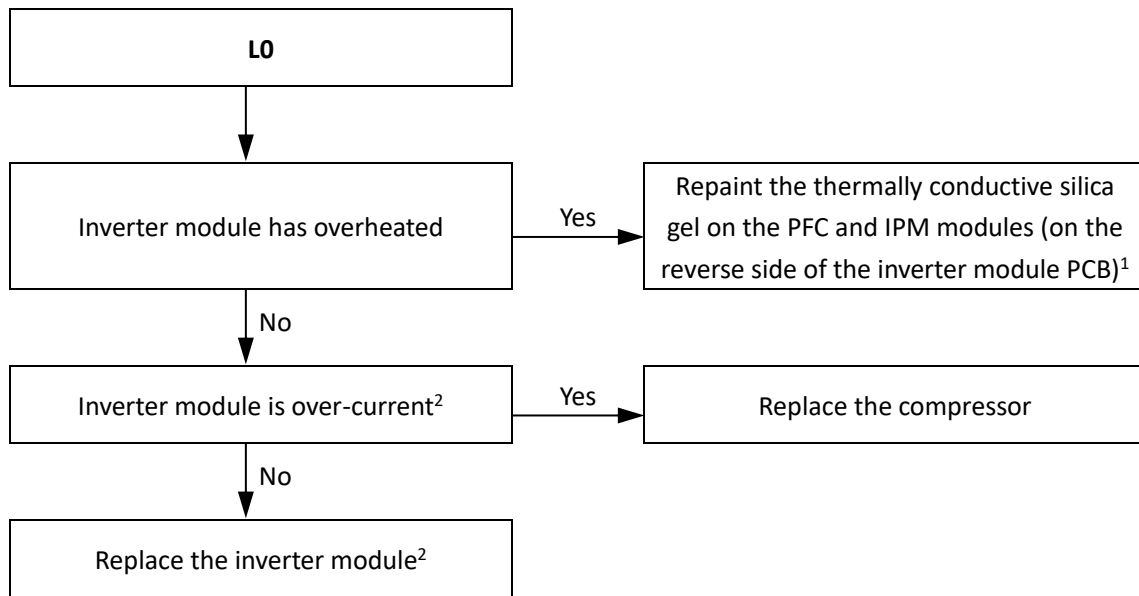 L0
Inverter module has overheated
Yes
Repaint the thermally conductive silica
gel on the PFC and IPM modules (on the
reverse side of the inverter module PCB)¹
No
Inverter module is over-current²
Yes
Replace the compressor
No
Replace the inverter module²